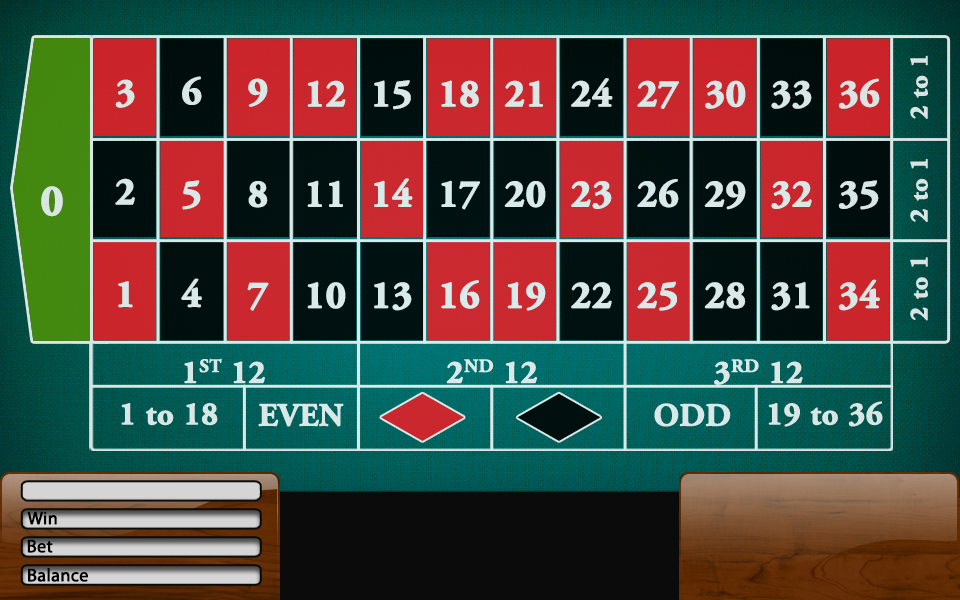 3 6 9 12 15 18 21 24 27 30 33 36 2 to 1
0 2 5 8 11 14 17 20 23 26 29 32 35 2 to 1
1 4 7 10 13 16 19 22 25 28 31 34 2 to 1
1ST 12 2ND 12 3RD 12
1 to 18 EVEN ODD 19 to 36
Win
Bet
Balance